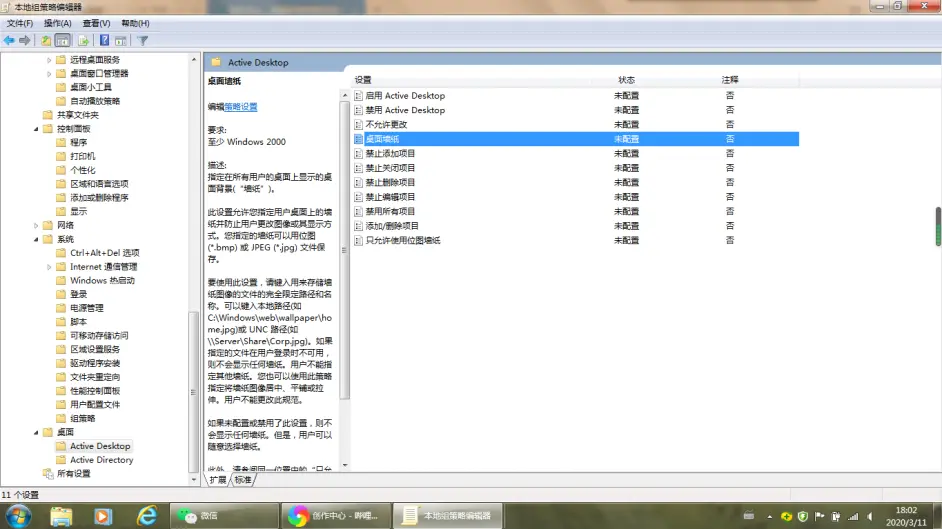 本地组策略编辑器
文件(F) 操作(A) 查看(V) 帮助(H)
远程桌面服务
桌面窗口管理器
桌面小工具
自动播放策略
共享文件夹
控制面板
程序
打印机
个性化
区域和语言选项
添加或删除程序
显示
网络
系统
Ctrl+Alt+Del 选项
Internet 通信管理
Windows 热启动
登录
电源管理
脚本
可移动存储访问
区域设置服务
驱动程序安装
文件夹重定向
性能控制面板
用户配置文件
组策略
桌面
Active Desktop
Active Directory
所有设置
Active Desktop
桌面墙纸
编辑策略设置
要求:
至少 Windows 2000
描述:
指定在所有用户的桌面上显示的桌
面背景(“墙纸”)。
此设置允许您指定用户桌面上的墙
纸并防止用户更改图像或其显示方
式。您指定的墙纸可以用位图
(*.bmp) 或 JPEG (*.jpg) 文件保
存。
要使用此设置，请键入用来存储墙
纸图像的文件的完全限定路径和名
称。可以键入本地路径(如
C:\Windows\web\wallpaper\ho
me.jpg)或 UNC 路径(如
\\Server\Share\Corp.jpg)。如果
指定的文件在用户登录时不可用，
则不会显示任何墙纸。用户不能指
定其他墙纸。您也可以使用此策略
指定将墙纸图像居中、平铺或拉
伸。用户不能更改此规范。
如果未配置或禁用了此设置，则不
会显示任何墙纸。但是，用户可以
随意选择墙纸。
此外，请参阅同一位置中的“只允
设置 状态 注释
启用 Active Desktop 未配置 否
禁用 Active Desktop 未配置 否
不允许更改 未配置 否
桌面墙纸 未配置 否
禁止添加项目 未配置 否
禁止关闭项目 未配置 否
禁止删除项目 未配置 否
禁止编辑项目 未配置 否
禁用所有项目 未配置 否
添加/删除项目 未配置 否
只允许使用位图墙纸 未配置 否
扩展 标准
11 个设置
微信
创作中心 - 哔哩...
本地组策略编辑器
18:02
2020/3/11